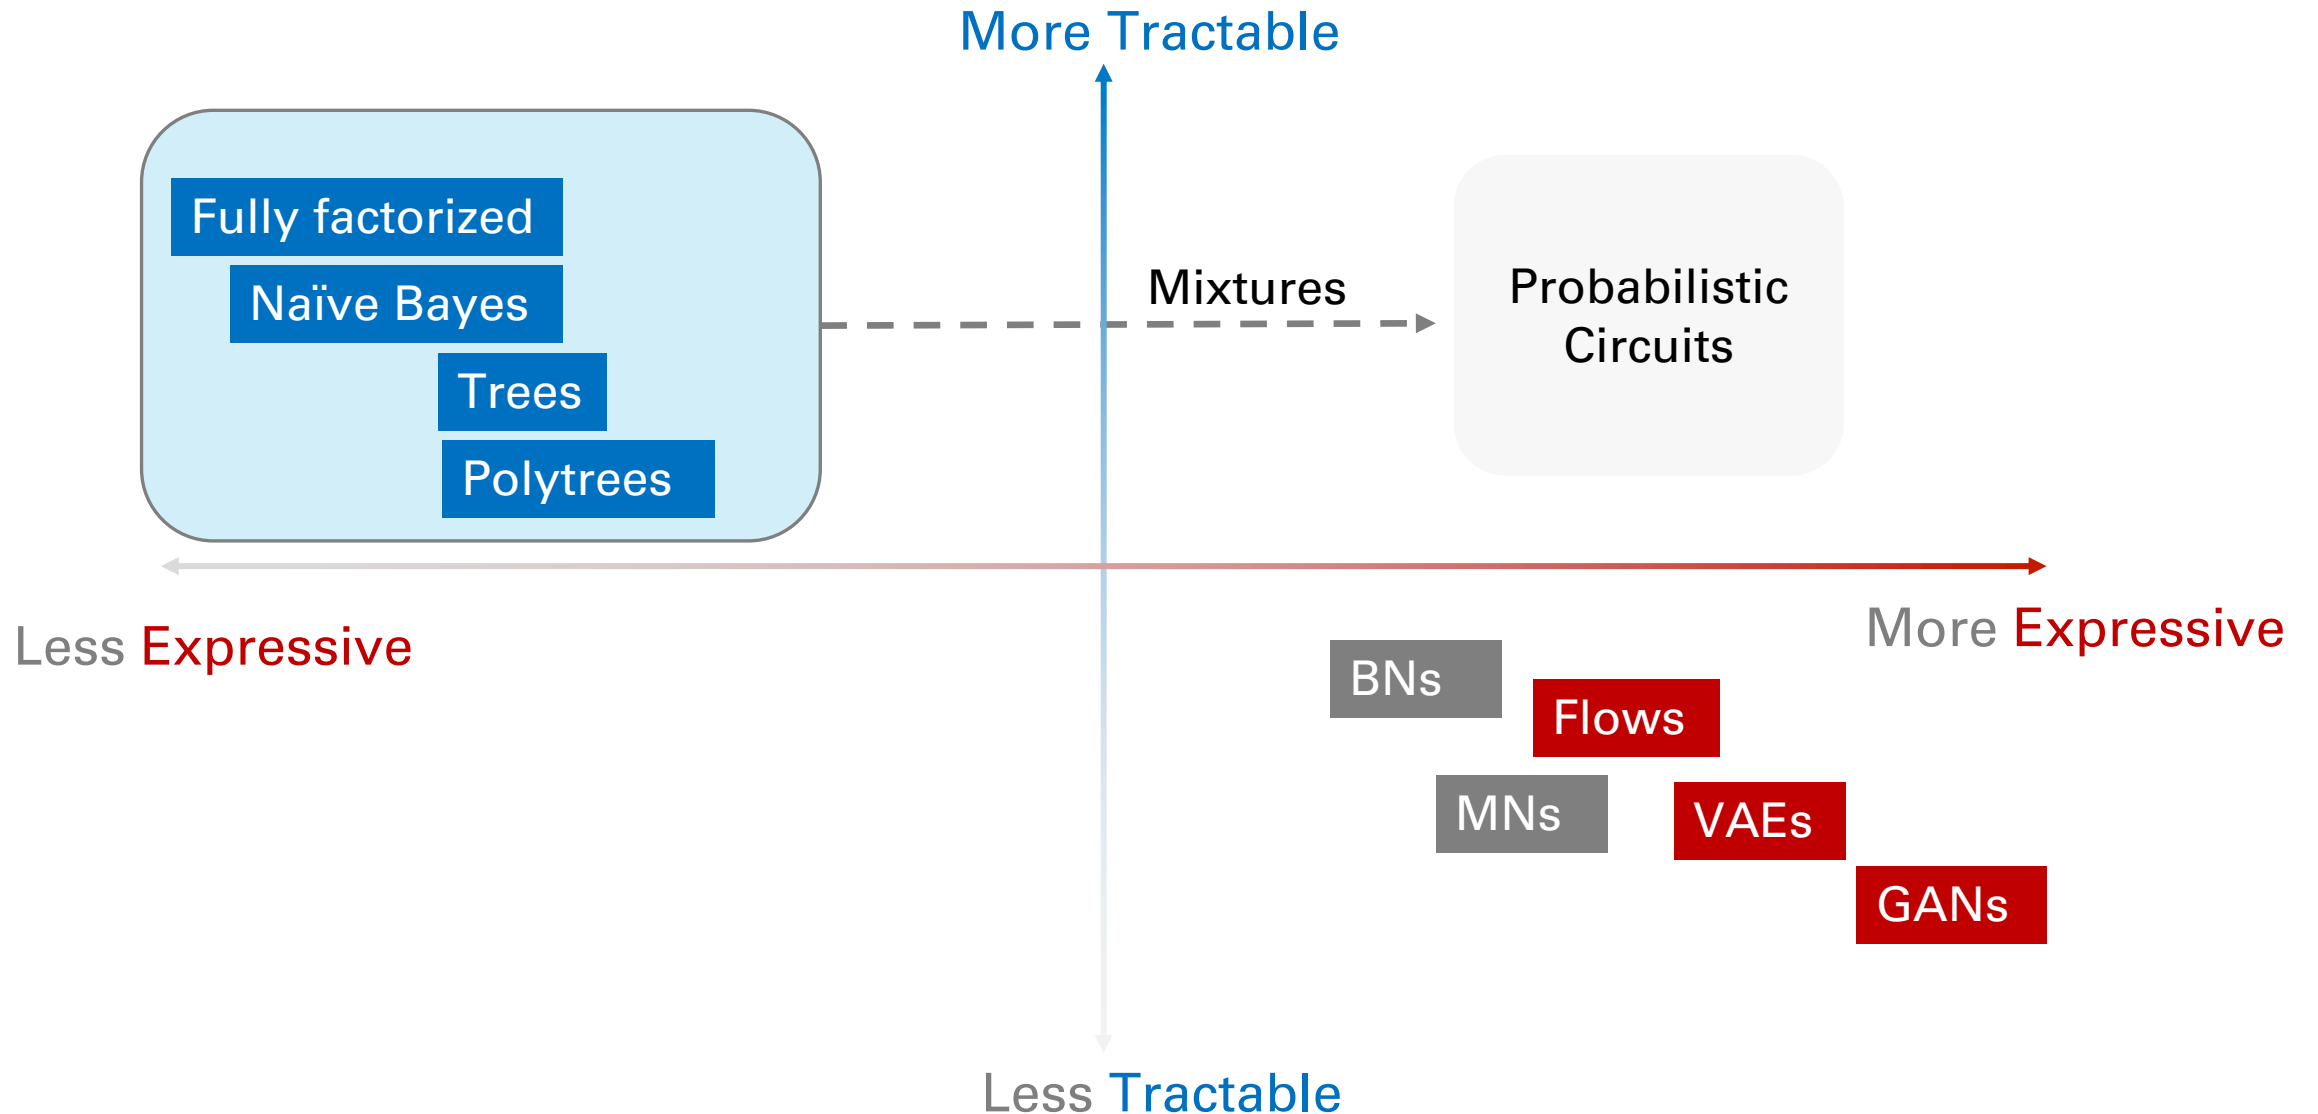 More Tractable
Fully factorized
Naïve Bayes
Trees
Polytrees
Mixtures
Probabilistic
Circuits
Less Expressive
More Expressive
BNs
Flows
MNs
VAEs
GANs
Less Tractable